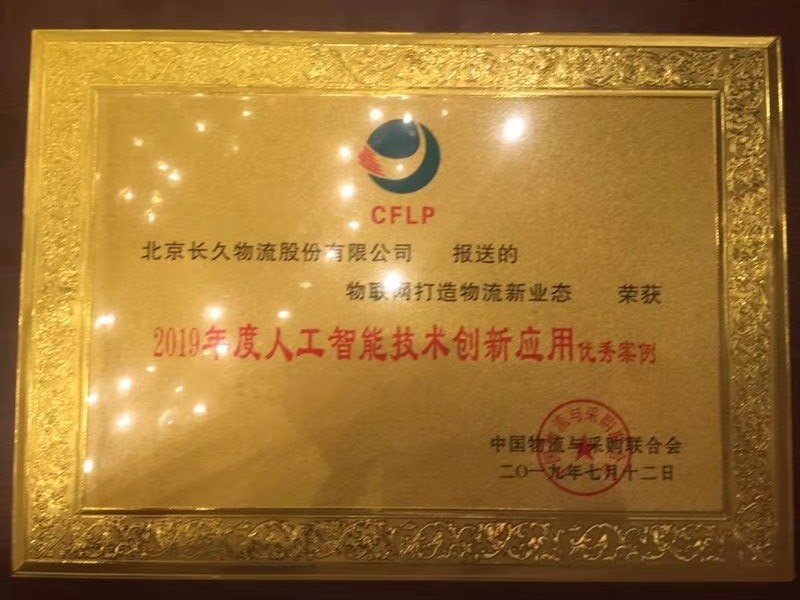 CFLP
北京长久物流股份有限公司 报送的
物联网打造物流新业态 荣获
2019年度人工智能技术创新应用优秀案例
中国物流与采购联合会
二〇一九年七月十二日